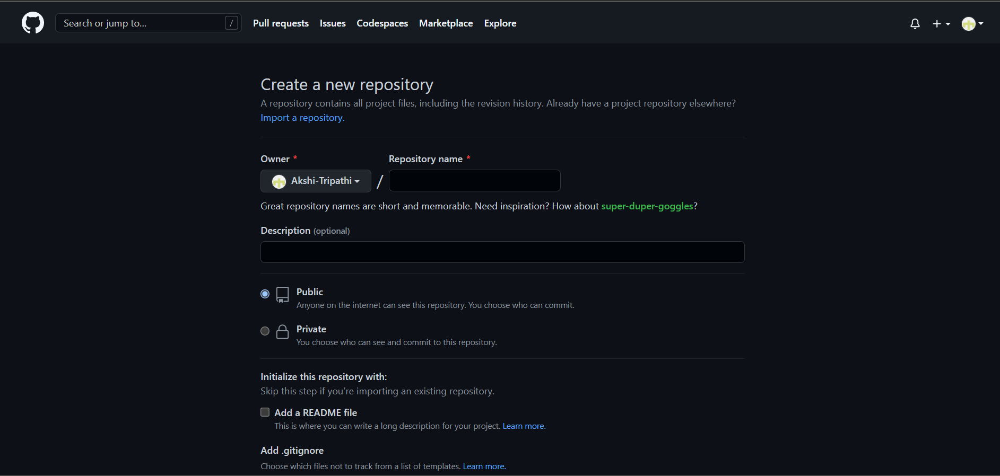 Search or jump to... /
Pull requests Issues Codespaces Marketplace Explore
Create a new repository
A repository contains all project files, including the revision history. Already have a project repository elsewhere?
Import a repository.
Owner * Repository name *
Akshi-Tripathi /
Great repository names are short and memorable. Need inspiration? How about super-duper-goggles?
Description (optional)
Public
Anyone on the internet can see this repository. You choose who can commit.
Private
You choose who can see and commit to this repository.
Initialize this repository with:
Skip this step if you’re importing an existing repository.
Add a README file
This is where you can write a long description for your project. Learn more.
Add .gitignore
Choose which files not to track from a list of templates. Learn more.